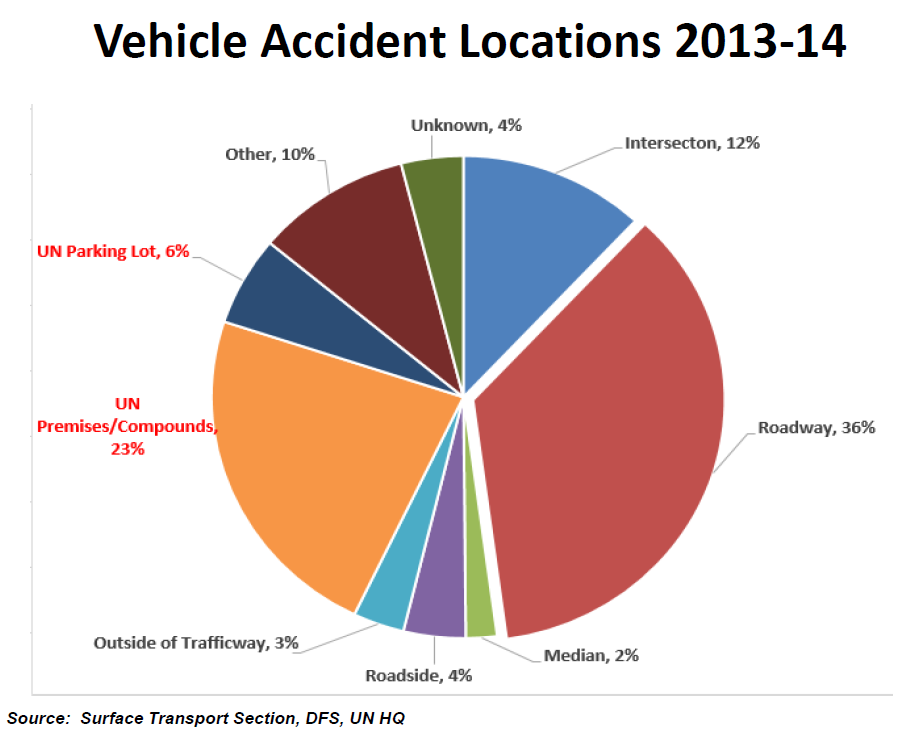 Vehicle Accident Locations 2013-14
Unknown, 4%
Intersecton, 12%
Other, 10%
UN Parking Lot, 6%
UN
Premises/Compounds,
23%
Roadway, 36%
Outside of Trafficway, 3%
Roadside, 4%
Median, 2%
Source:  Surface Transport Section, DFS, UN HQ